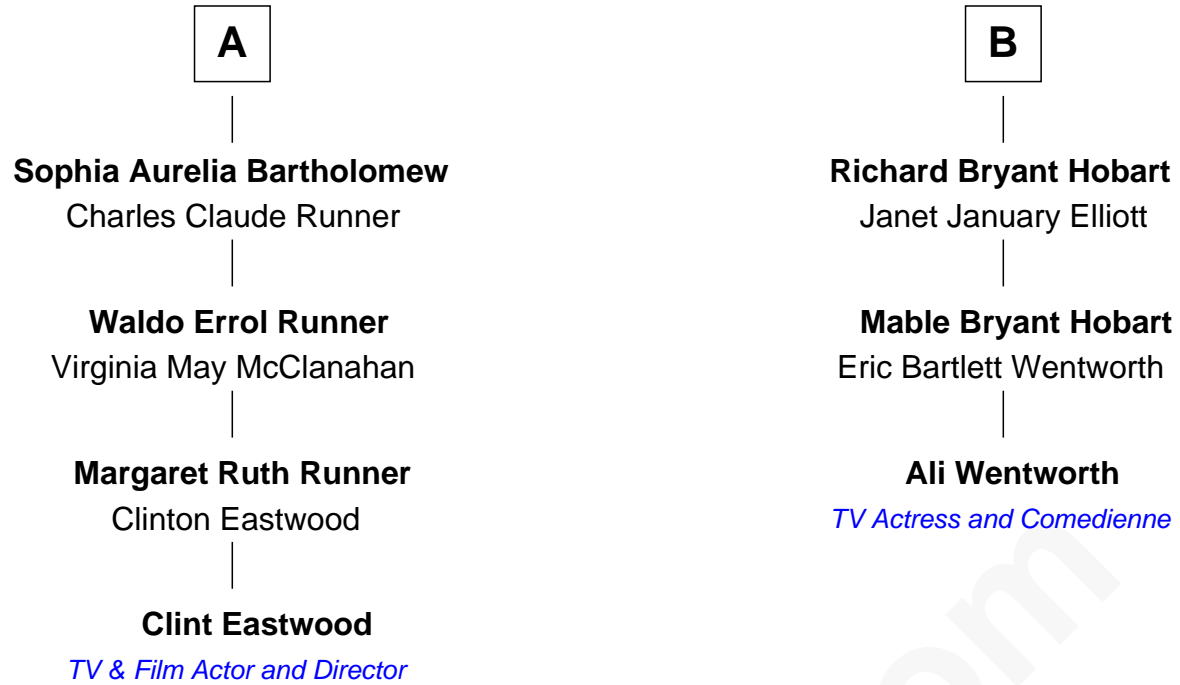 A
Sophia Aurelia Bartholomew
Charles Claude Runner
Waldo Errol Runner
Virginia May McClanahan
Margaret Ruth Runner
Clinton Eastwood
Clint Eastwood
TV & Film Actor and Director
B
Richard Bryant Hobart
Janet January Elliott
Mable Bryant Hobart
Eric Bartlett Wentworth
Ali Wentworth
TV Actress and Comedienne
om